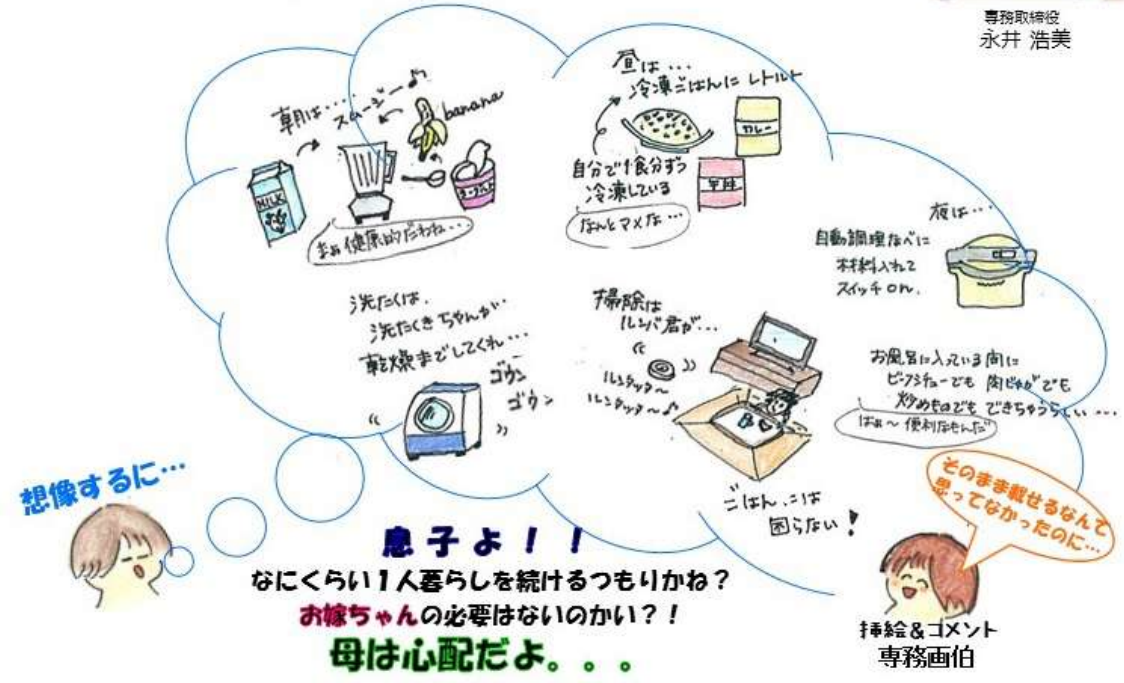 専務取締役
永井 浩美
朝は・・・・
スムージー♪
banana
MILK
ヨーグルト
まぁ健康的だわね・・・
昼は・・・
冷凍ごはんにレトルト
カレー
自分で1食分ずつ
冷凍している
なんとマメな・・・
夜は・・・
自動調理なべに
材料入れて
スイッチon.
洗たくは、
洗たくきちゃんが・・
乾燥までしてくれ・・・
ゴウン
ゴウン
掃除は
ルンバ君が・・・
ルンタッタ〜
ルンタッタ〜♪
お風呂に入っている間に
ビーフシチューでも 肉じゃがでも
炒めものでも できちゃうらしい・・・
はぁ〜便利なもんだ
ごはん、には
困らない!
想像するに…
そのまま載せるなんて
思ってなかったのに…
息子よ!!
なにくらい1人暮らしを続けるつもりかね?
お嫁ちゃんの必要はないのかい?!
母は心配だよ。。。
挿絵&コメント
専務画伯